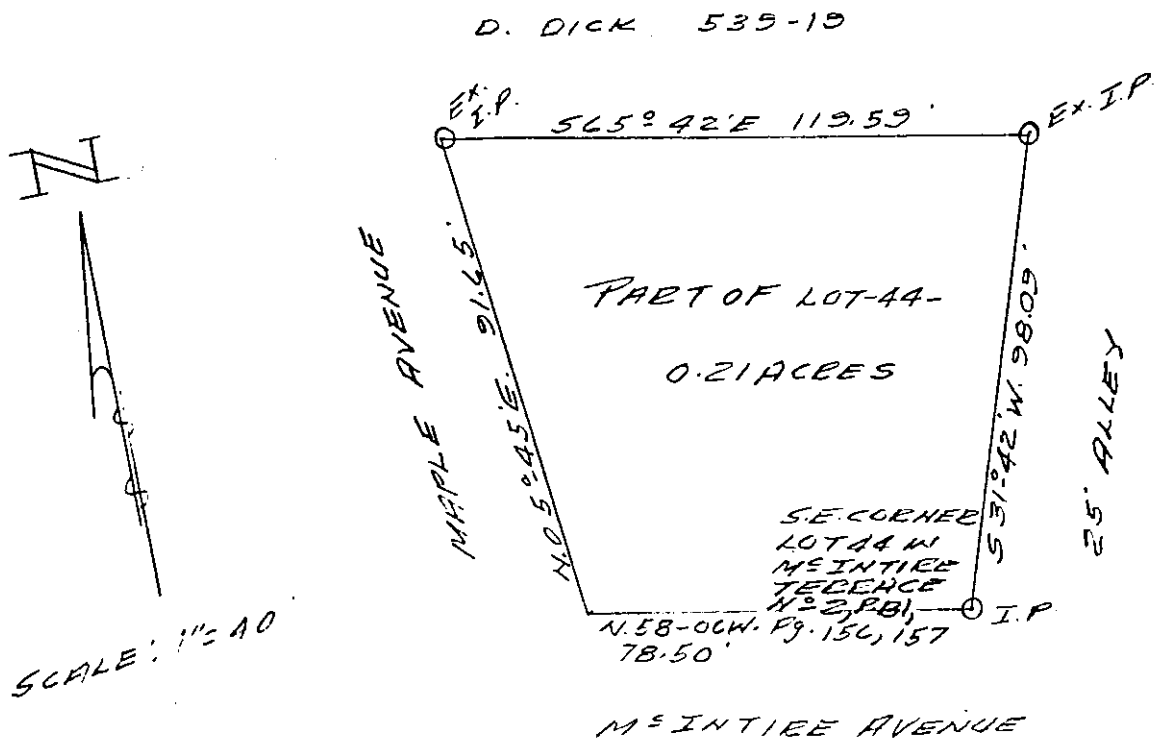 D. DICK 539-19
Ex. I.P.
S65° 42'E 119.59'
Ex. I.P.
N
MAPLE AVENUE
N.05°-45'E. 91.65'
PART OF LOT-44-
0.21 ACRES
S31°-42'W. 98.09'
25' ALLEY
S.E. CORNER
LOT 44 IN
McINTIRE
TERRACE
No 2, P.B1,
Pg. 156, 157
I.P.
N.58-06W.
78.50'
SCALE: 1"= 40
McINTIRE AVENUE